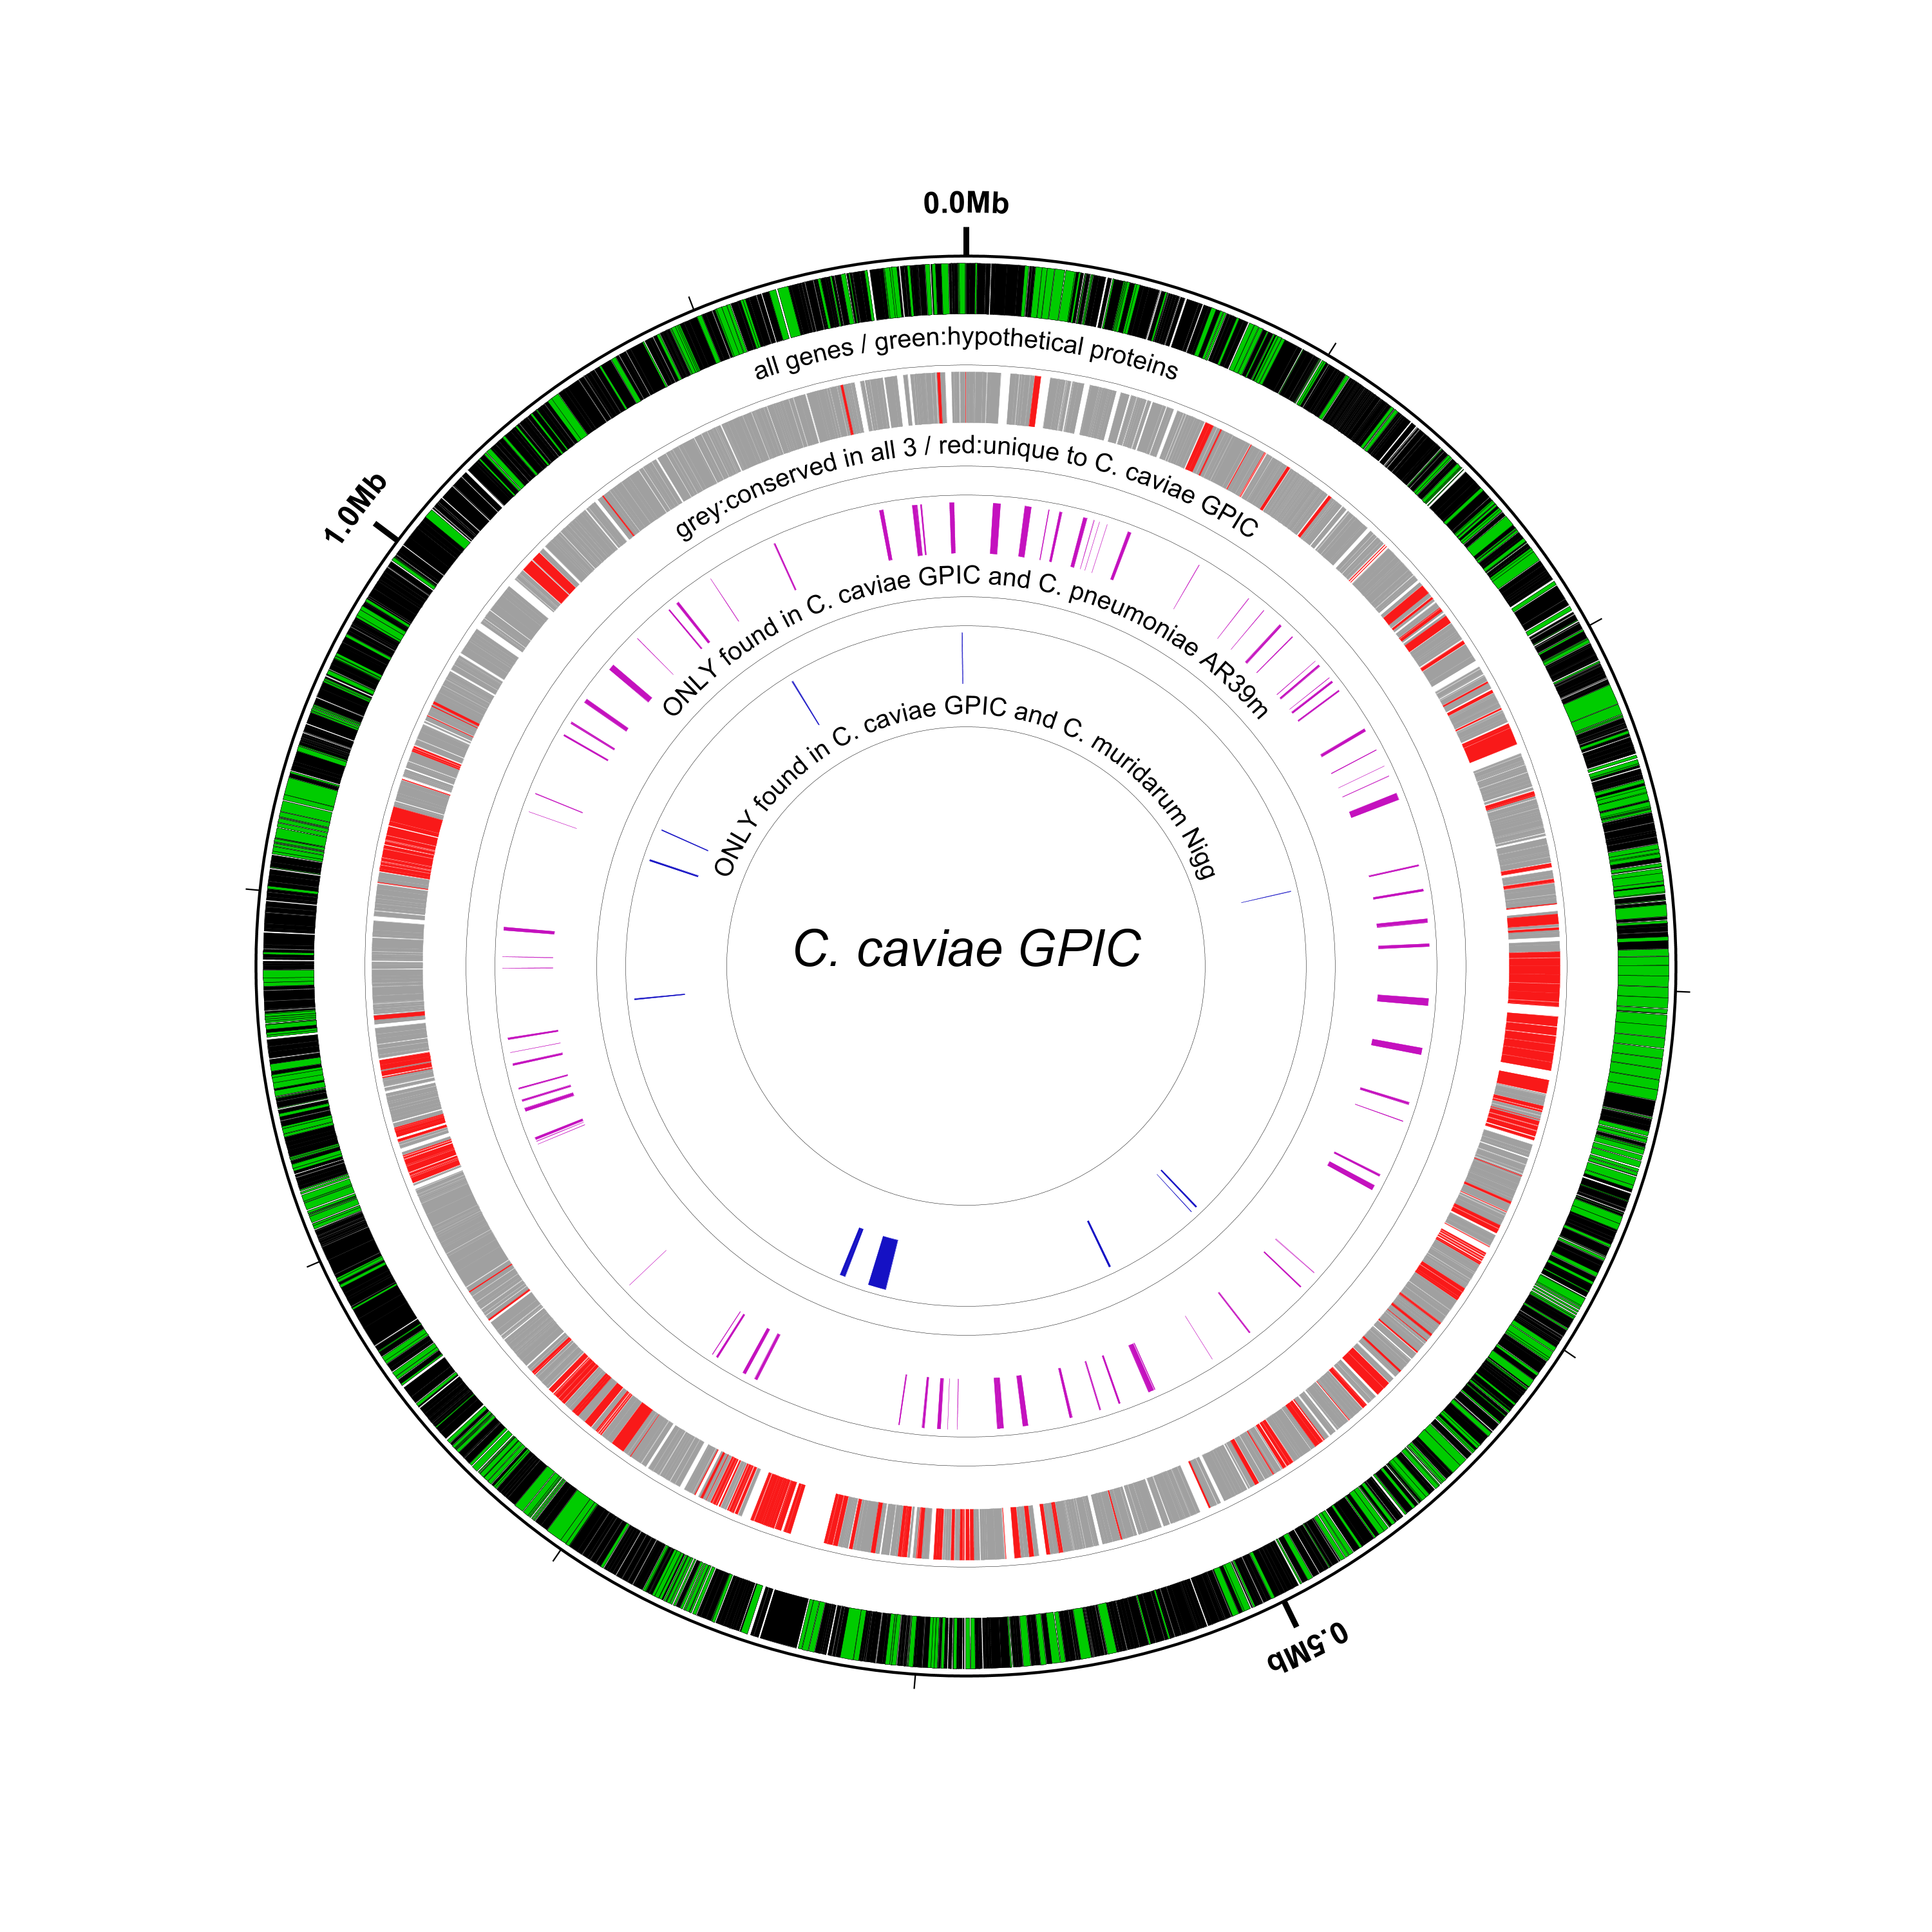 0.0Mb
all genes / green:hypothetical proteins
grey:conserved in all 3 / red:unique to C. caviae GPIC
1.0Mb
ONLY found in C. caviae GPIC and C. pneumoniae AR39m
ONLY found in C. caviae GPIC and C. muridarum Nigg
C. caviae GPIC
0.5Mb